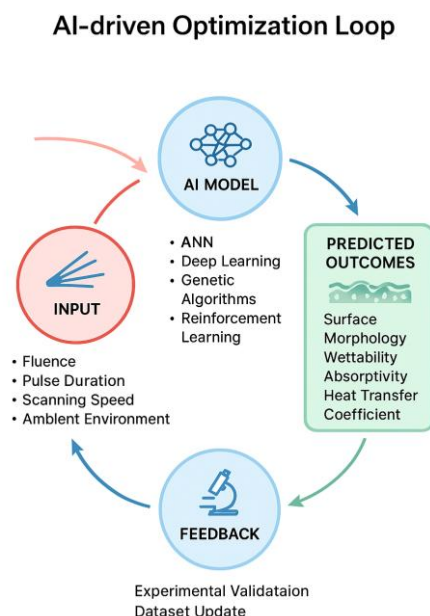 AI-driven Optimization Loop
AI MODEL
• ANN
• Deep Learning
• Genetic
Algorithms
• Reinforcement
Learning
PREDICTED
OUTCOMES
Surface
Morphology
Wettability
Absorptivity
Heat Transfer
Coefficient
INPUT
• Fluence
• Pulse Duration
• Scanning Speed
• Amblent Environment
FEEDBACK
Experimental Validataion
Dataset Update